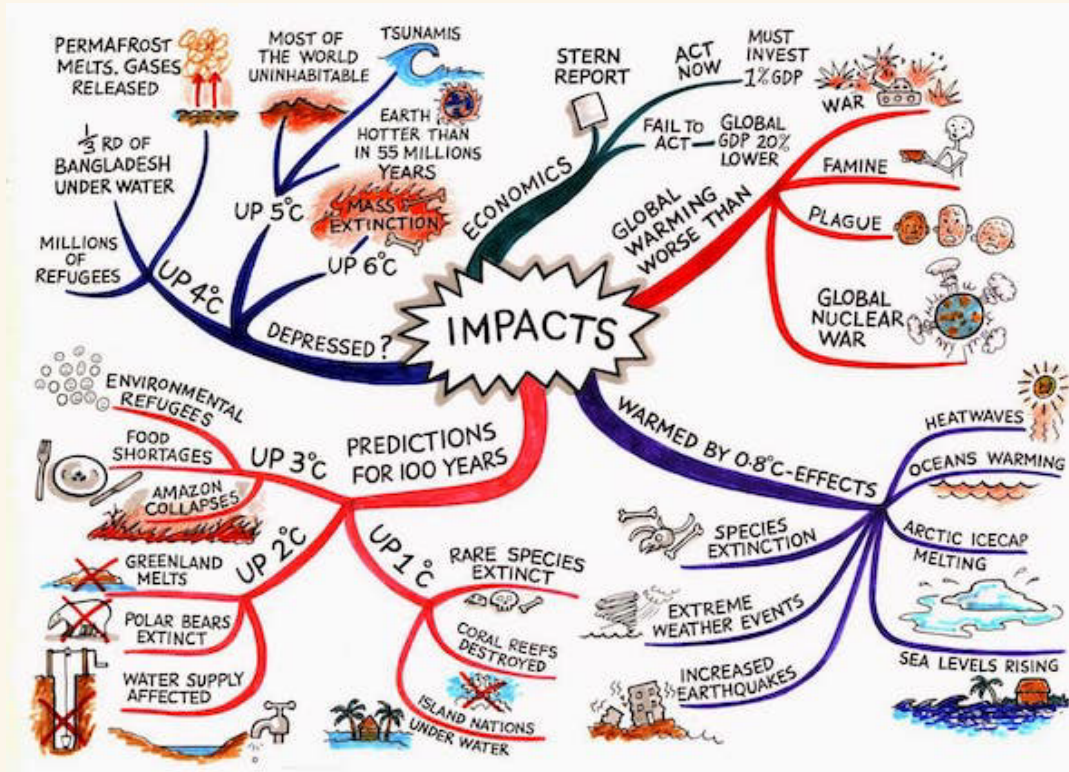 IMPACTS
ECONOMICS
STERN
REPORT
ACT
NOW
MUST
INVEST
1% GDP
FAIL TO
ACT
GLOBAL
GDP 20%
LOWER
GLOBAL
WARMING
WORSE THAN
WAR
FAMINE
PLAGUE
GLOBAL
NUCLEAR
WAR
WARMED BY 0.8°C-EFFECTS
HEATWAVES
OCEANS WARMING
ARCTIC ICECAP
MELTING
SEA LEVELS RISING
SPECIES
EXTINCTION
EXTREME
WEATHER EVENTS
INCREASED
EARTHQUAKES
PREDICTIONS
FOR 100 YEARS
UP 1°C
RARE SPECIES
EXTINCT
CORAL REEFS
DESTROYED
ISLAND NATIONS
UNDER WATER
UP 2°C
GREENLAND
MELTS
POLAR BEARS
EXTINCT
WATER SUPPLY
AFFECTED
UP 3°C
ENVIRONMENTAL
REFUGEES
FOOD
SHORTAGES
AMAZON
COLLAPSES
DEPRESSED?
UP 4°C
MILLIONS
OF
REFUGEES
1/3 RD OF
BANGLADESH
UNDER WATER
PERMAFROST
MELTS. GASES
RELEASED
UP 5°C
MOST OF
THE WORLD
UNINHABITABLE
TSUNAMIS
EARTH
HOTTER THAN
IN 55 MILLIONS
YEARS
UP 6°C
MASS
EXTINCTION